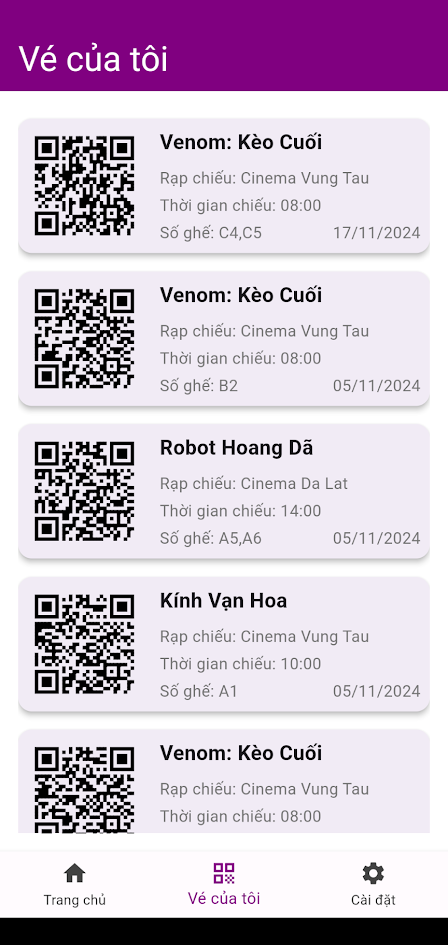 Vé của tôi
Venom: Kèo Cuối
Rạp chiếu: Cinema Vung Tau
Thời gian chiếu: 08:00
Số ghế: C4,C5 17/11/2024
Venom: Kèo Cuối
Rạp chiếu: Cinema Vung Tau
Thời gian chiếu: 08:00
Số ghế: B2 05/11/2024
Robot Hoang Dã
Rạp chiếu: Cinema Da Lat
Thời gian chiếu: 14:00
Số ghế: A5,A6 05/11/2024
Kính Vạn Hoa
Rạp chiếu: Cinema Vung Tau
Thời gian chiếu: 10:00
Số ghế: A1 05/11/2024
Venom: Kèo Cuối
Rạp chiếu: Cinema Vung Tau
Thời gian chiếu: 08:00
Trang chủ Vé của tôi Cài đặt